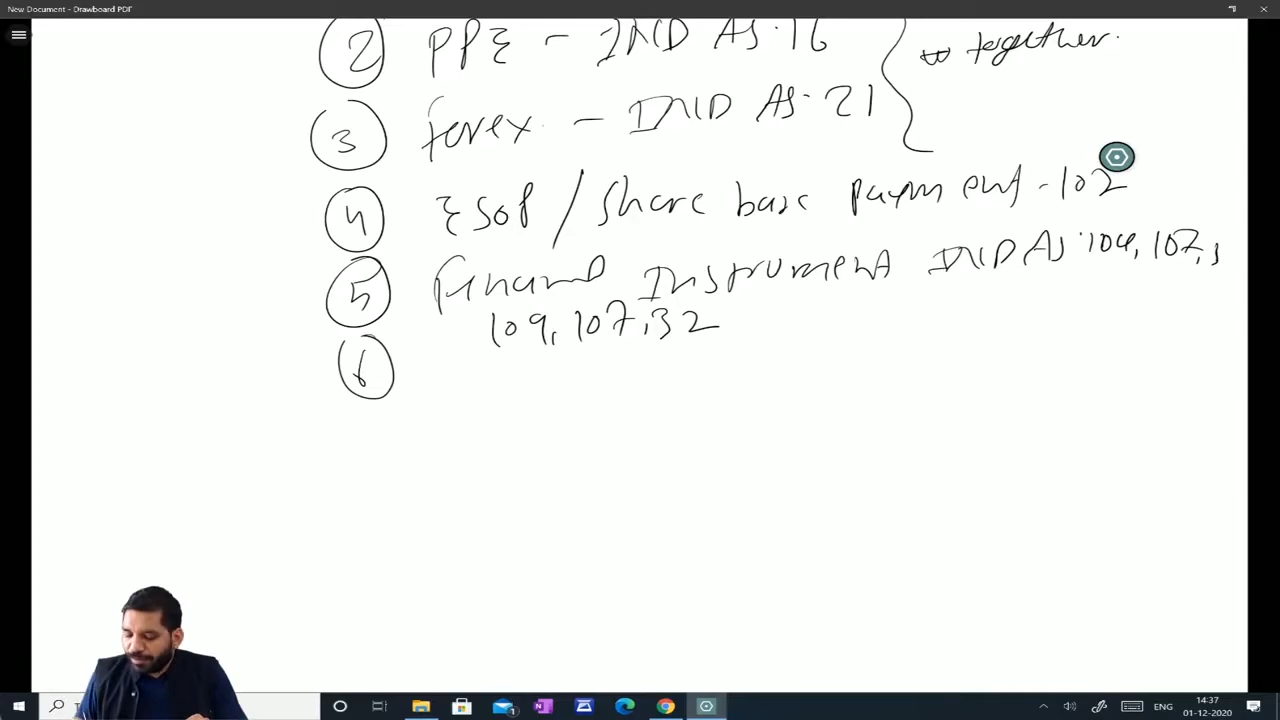 New Document - Drawboard PDF
2 PPE - IND AS-16
together.
3 Forex - IND AS-21
4 ESOP / Share base payment -102
5 Financial Instrument IND AS 104, 107,
109, 107, 32
6
ENG
14:37
01-12-2020